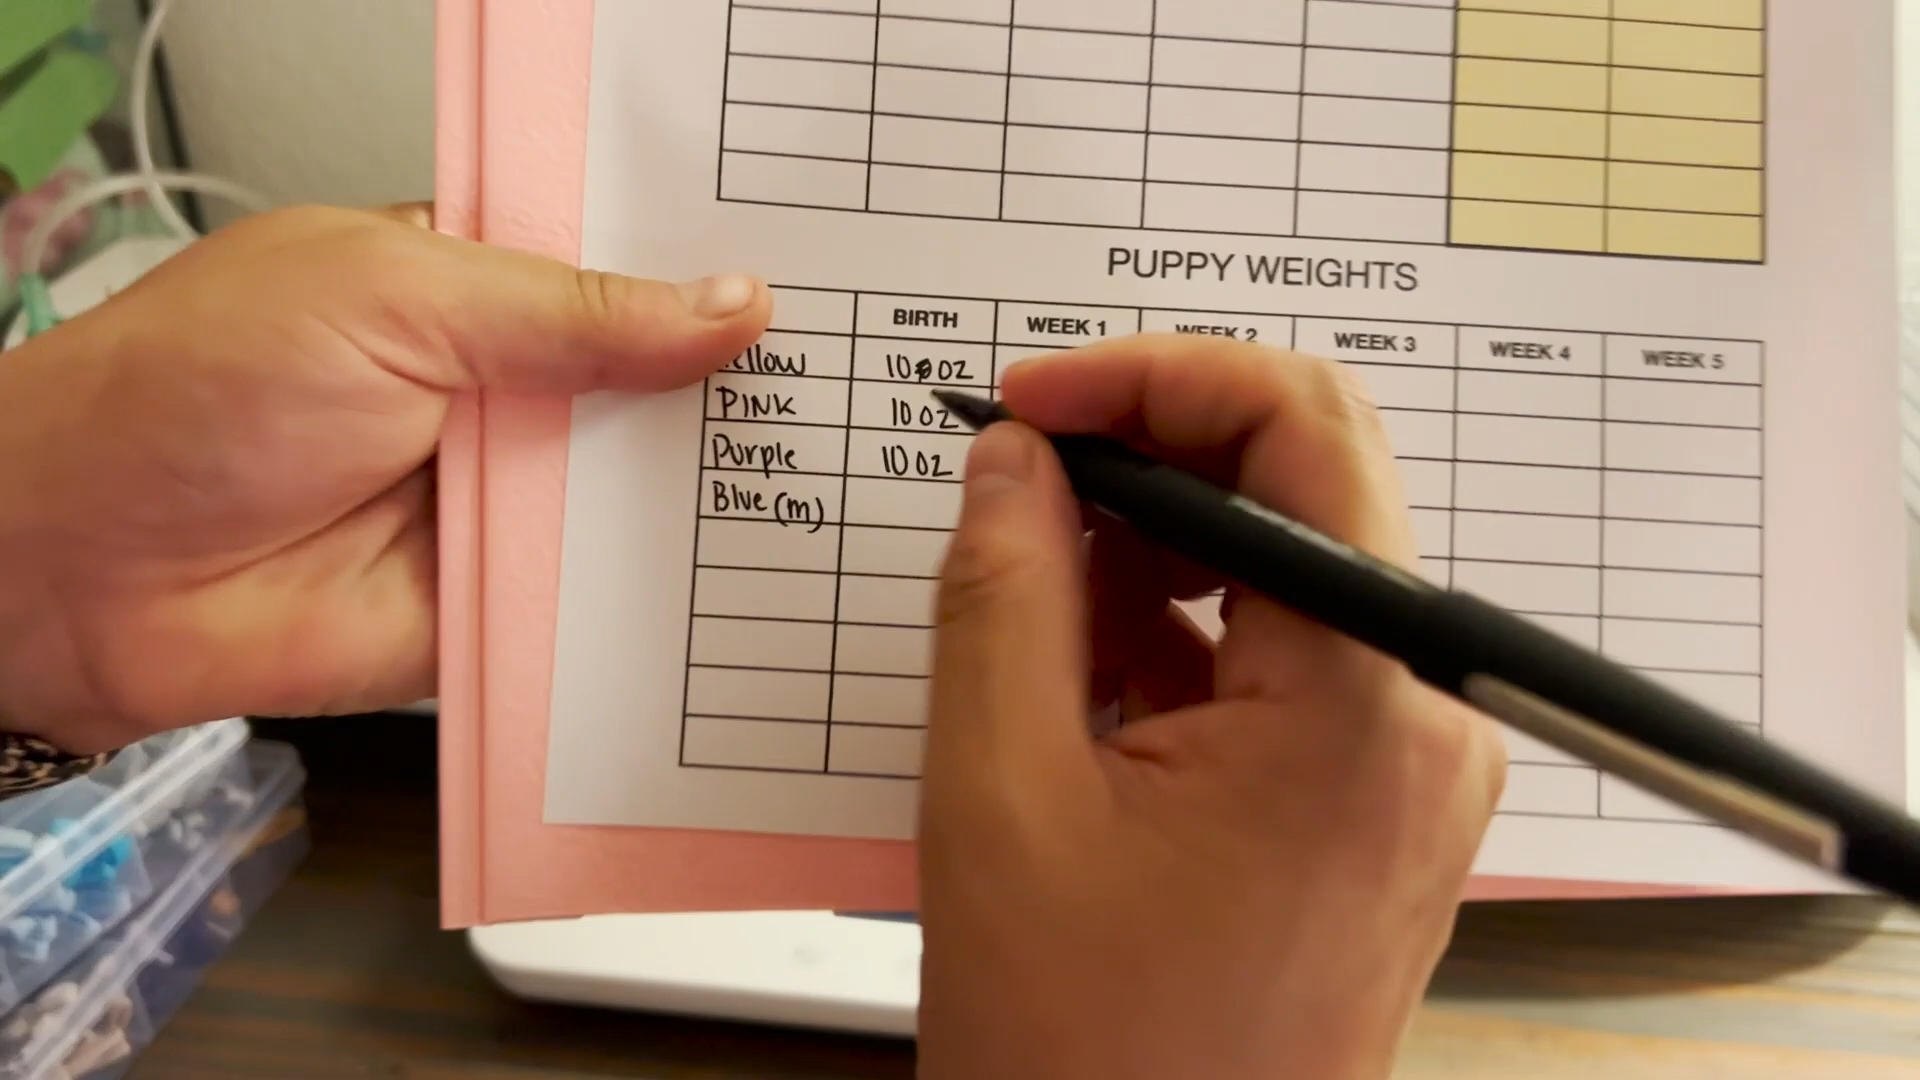 PUPPY WEIGHTS
BIRTH WEEK 1 WEEK 2 WEEK 3 WEEK 4 WEEK 5
ellow 10 oz
PINK 10 oz
Purple 10 oz
Blue (m)